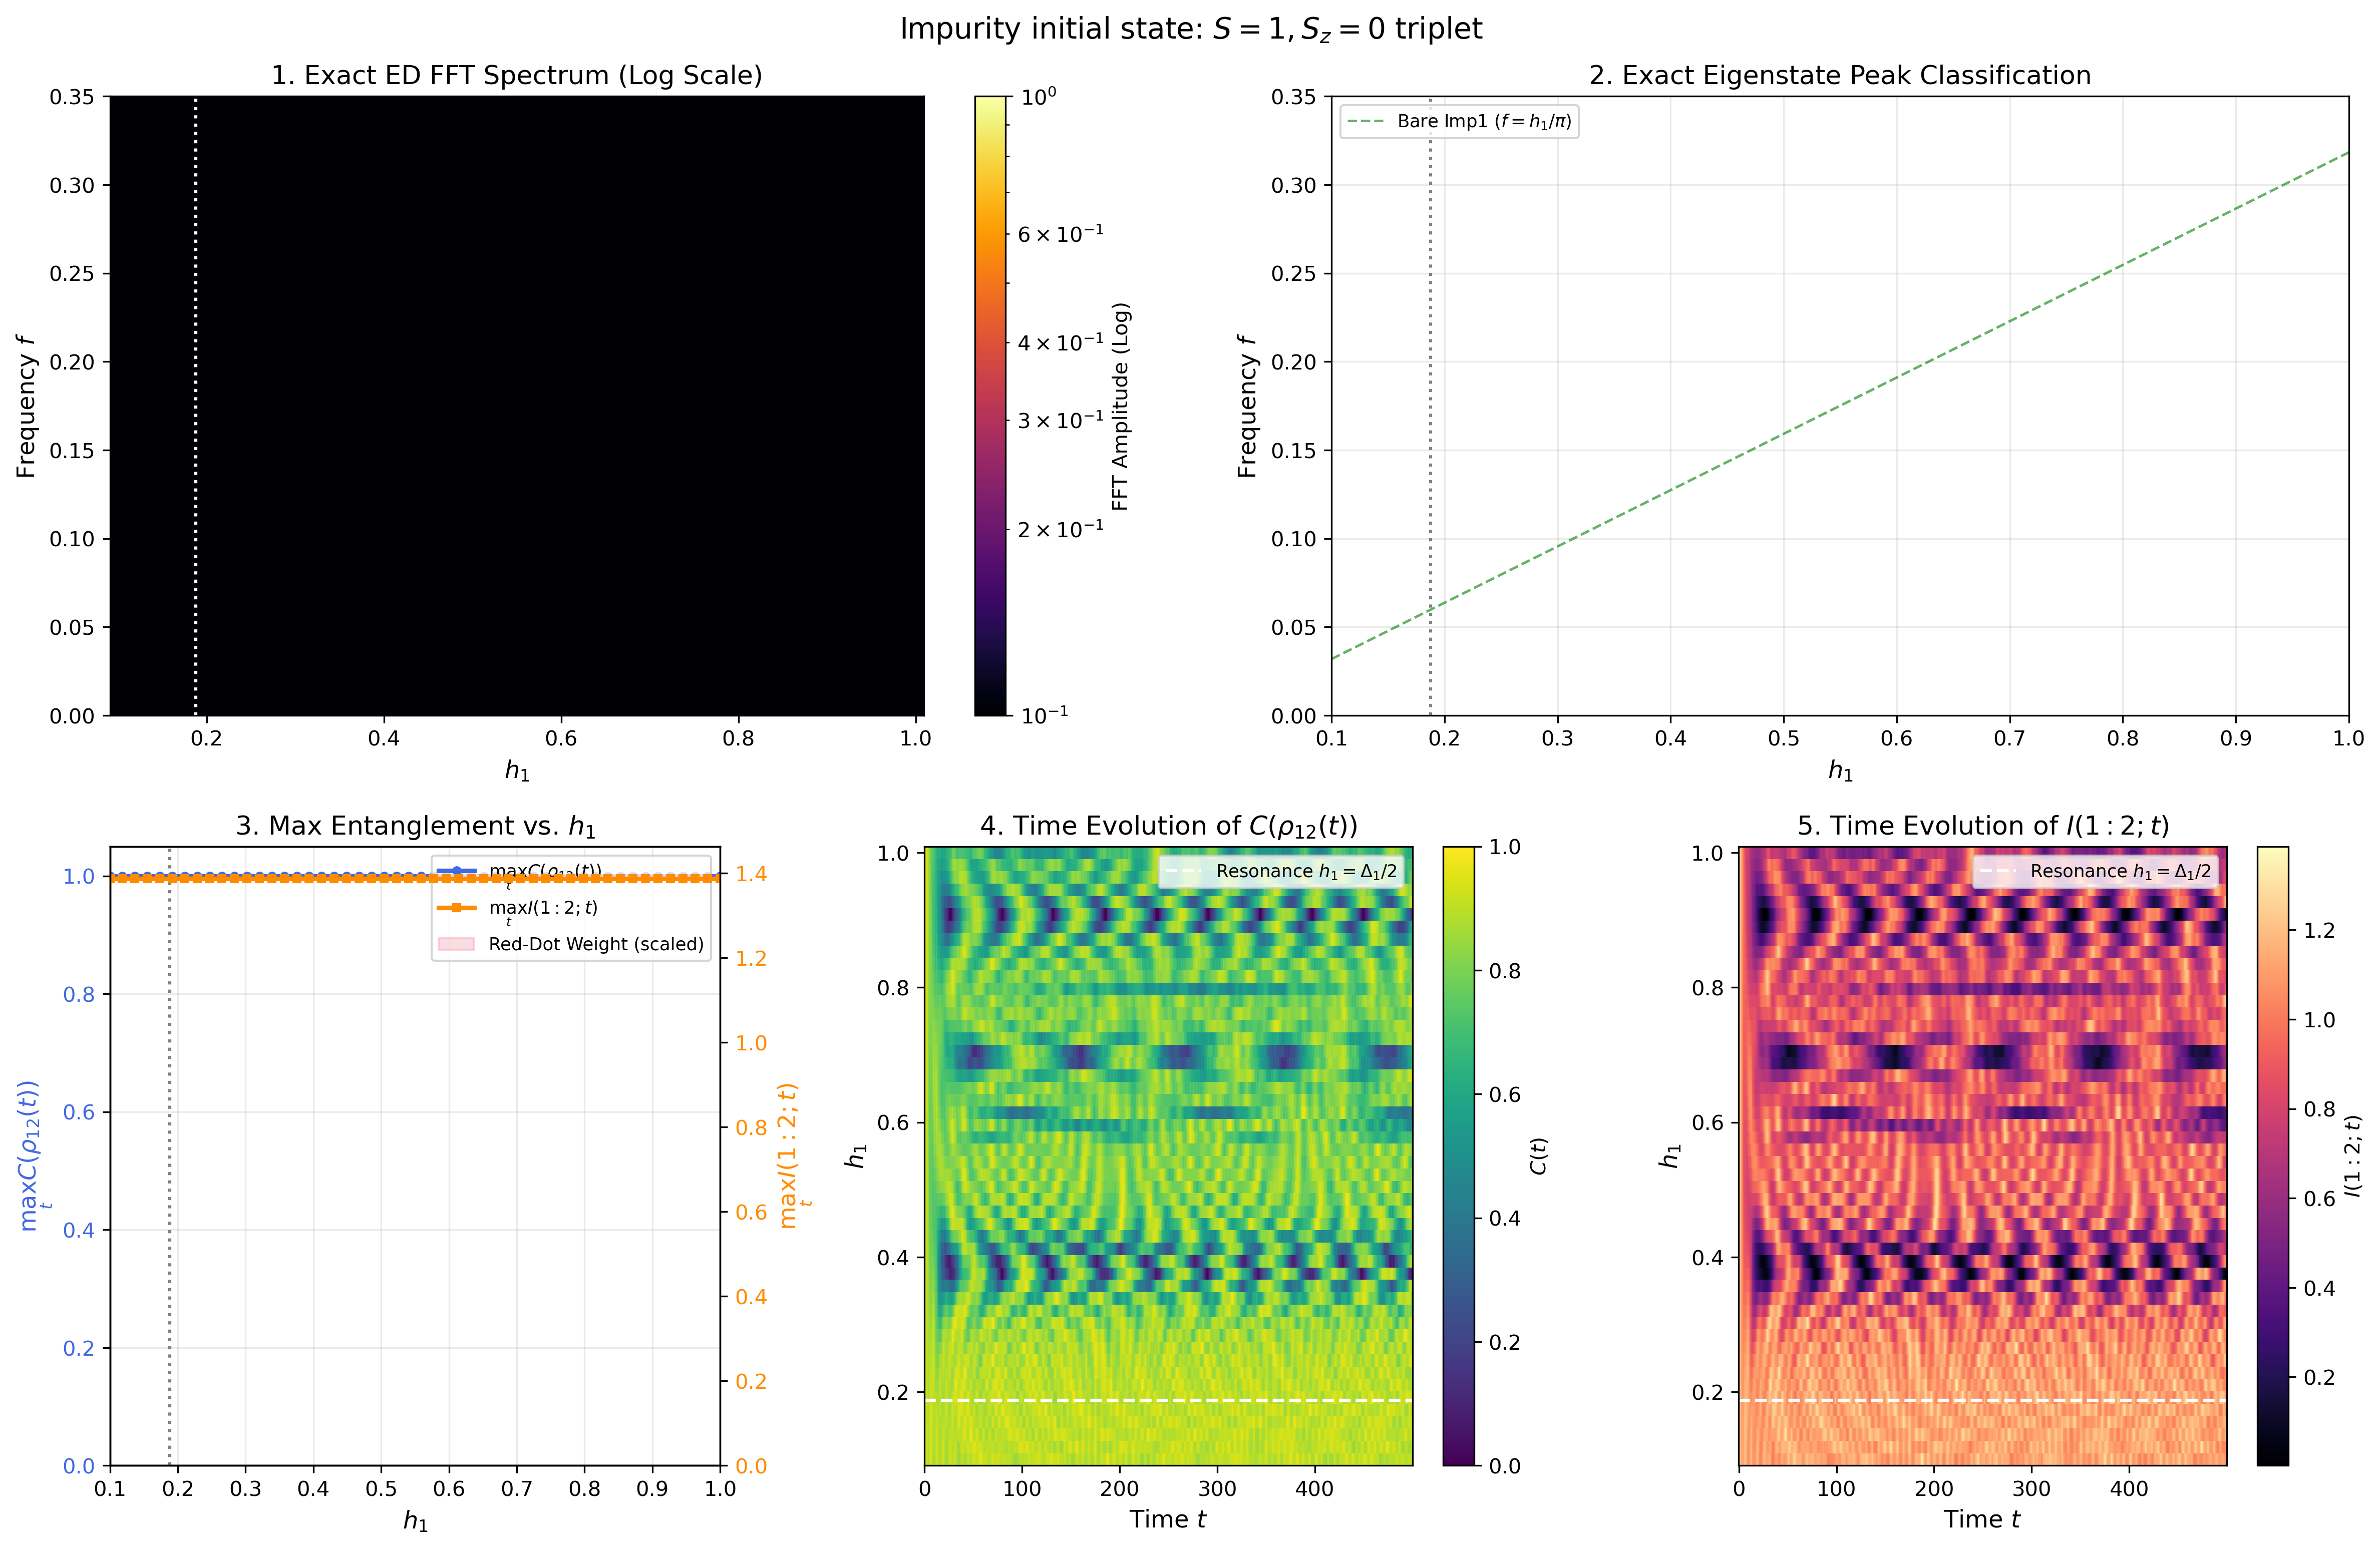 Impurity initial state: S = 1, S_z = 0 triplet
1. Exact ED FFT Spectrum (Log Scale)
Frequency f
0.35
0.30
0.25
0.20
0.15
0.10
0.05
0.00
0.2 0.4 0.6 0.8 1.0
h_1
10^0
6 × 10^{-1}
4 × 10^{-1}
3 × 10^{-1}
2 × 10^{-1}
10^{-1}
FFT Amplitude (Log)
2. Exact Eigenstate Peak Classification
Bare Imp1 (f = h_1/π)
Frequency f
0.35
0.30
0.25
0.20
0.15
0.10
0.05
0.00
0.1 0.2 0.3 0.4 0.5 0.6 0.7 0.8 0.9 1.0
h_1
3. Max Entanglement vs. h_1
max_t C(ρ_{12}(t))
max_t I(1 : 2; t)
Red-Dot Weight (scaled)
max_t C(ρ_{12}(t))
1.0
0.8
0.6
0.4
0.2
0.0
0.1 0.2 0.3 0.4 0.5 0.6 0.7 0.8 0.9 1.0
h_1
1.4
1.2
1.0
0.8
0.6
0.4
0.2
0.0
max_t I(1 : 2; t)
4. Time Evolution of C(ρ_{12}(t))
Resonance h_1 = Δ_1/2
h_1
1.0
0.8
0.6
0.4
0.2
0 100 200 300 400
Time t
1.0
0.8
0.6
0.4
0.2
0.0
C(t)
5. Time Evolution of I(1 : 2; t)
Resonance h_1 = Δ_1/2
h_1
1.0
0.8
0.6
0.4
0.2
0 100 200 300 400
Time t
1.2
1.0
0.8
0.6
0.4
0.2
I(1 : 2; t)